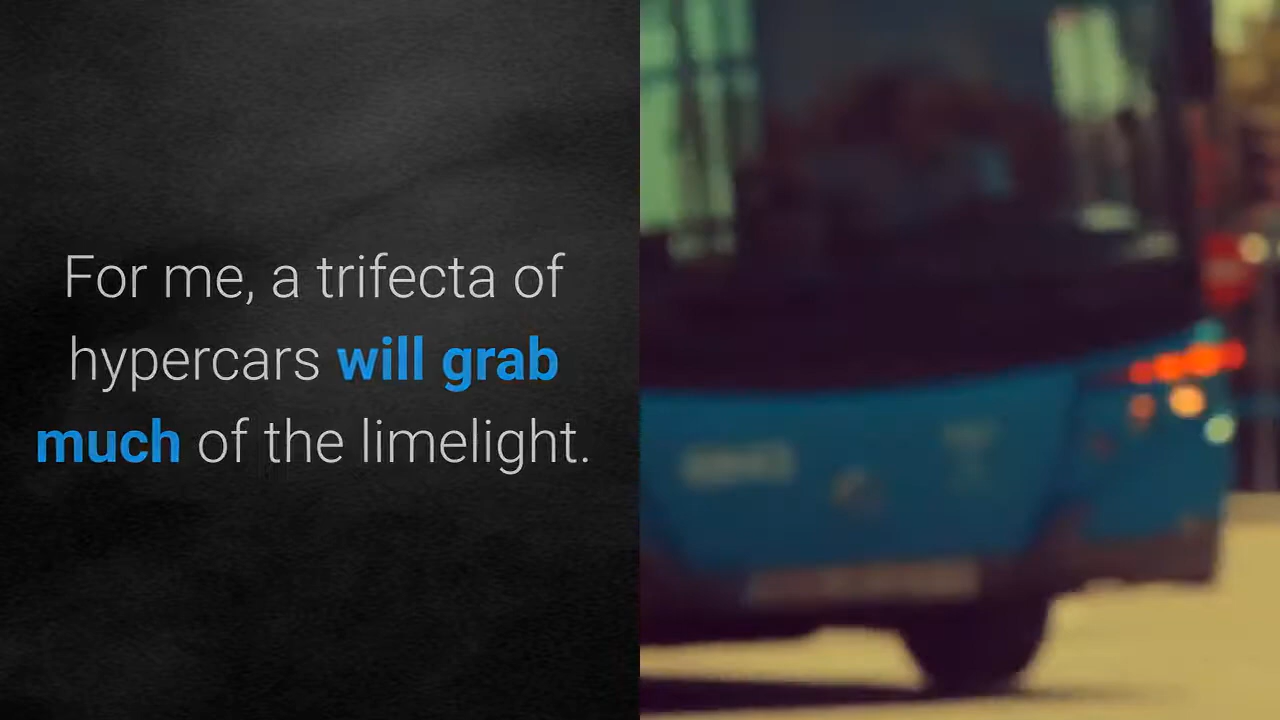 For me, a trifecta of
hypercars will grab
much of the limelight.